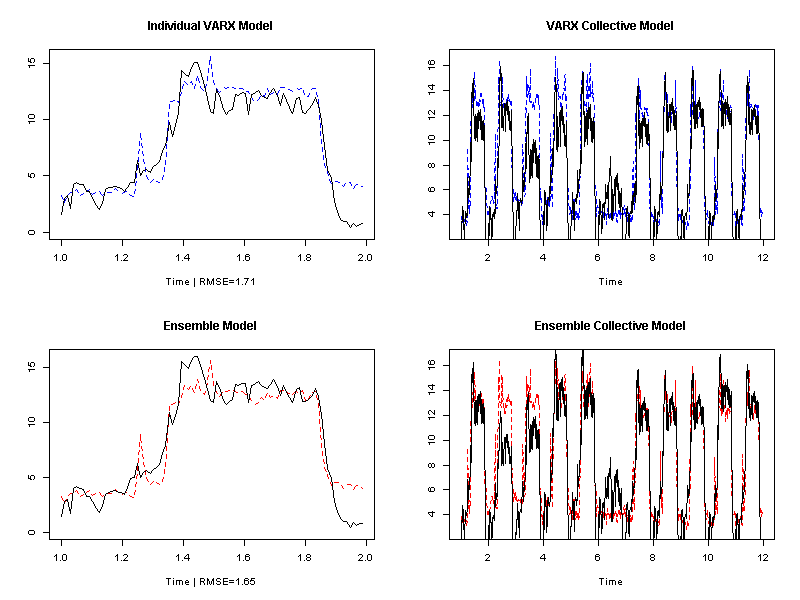 Individual VARX Model
15
10
5
0
1.0 1.2 1.4 1.6 1.8 2.0
Time | RMSE=1.71
VARX Collective Model
16
14
12
10
8
6
4
2 4 6 8 10 12
Time
Ensemble Model
15
10
5
0
1.0 1.2 1.4 1.6 1.8 2.0
Time | RMSE=1.65
Ensemble Collective Model
16
14
12
10
8
6
4
2 4 6 8 10 12
Time